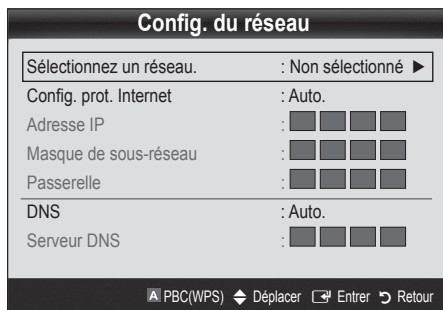 Config. du réseau
Sélectionnez un réseau. : Non sélectionné ►
Config. prot. Internet : Auto.
Adresse IP :
Masque de sous-réseau :
Passerelle :
DNS : Auto.
Serveur DNS :
A PBC(WPS) Déplacer Entrer Retour